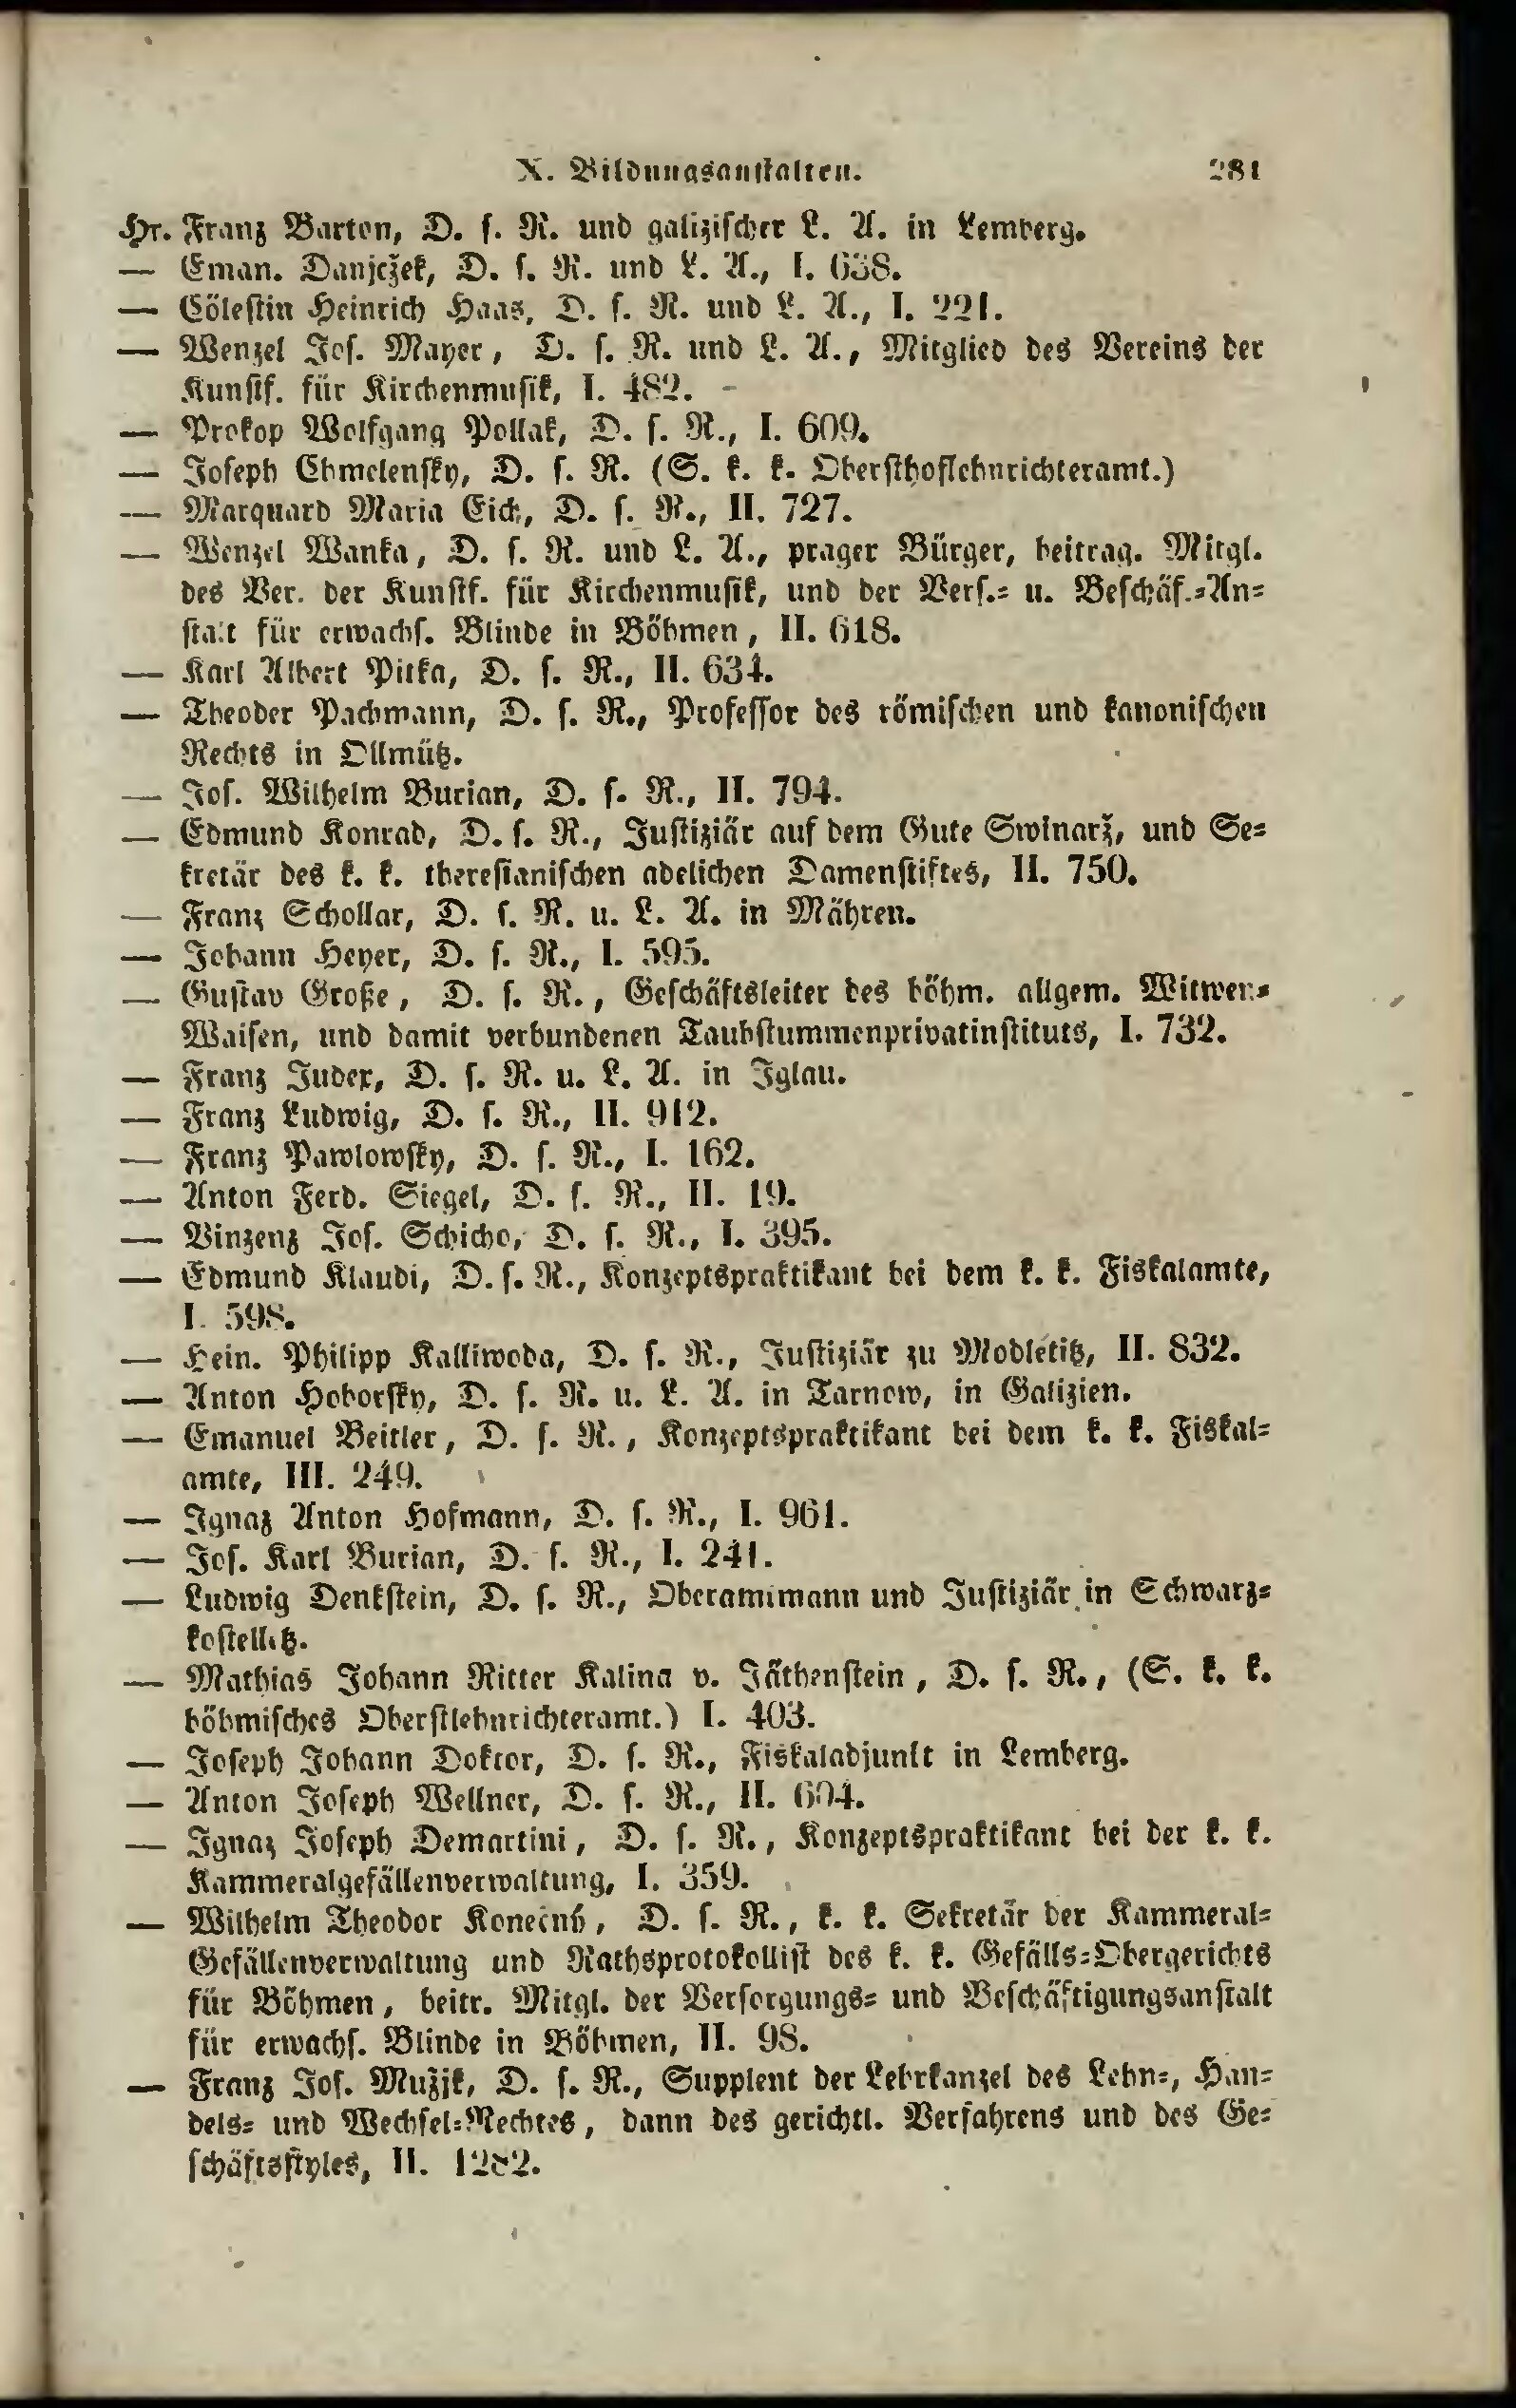 X. Bildungsanstalten. 281
Hr. Franz Barton, D. s. R. und galizischer L. A. in Lemberg.
— Eman. Danjczek, D. s. R. und L. A., I. 638.
— Cölestin Heinrich Haas, D. s. R. und L. A., I. 221.
— Wenzel Jos. Mayer, D. s. R. und L. A., Mitglied des Vereins der
Kunstf. für Kirchenmusik, I. 482.
— Prokop Wolfgang Pollak, D. s. R., I. 609.
— Joseph Chmelensky, D. s. R. (S. k. k. Obersthoflehnrichteramt.)
— Marquard Maria Eich, D. s. R., II. 727.
— Wenzel Wanka, D. s. R. und L. A., prager Bürger, beitrag. Mitgl.
des Ver. der Kunstf. für Kirchenmusik, und der Vers.- u. Beschäf.-An-
stalt für erwachs. Blinde in Böhmen, II. 618.
— Karl Albert Pitka, D. s. R., II. 634.
— Theodor Pachmann, D. s. R., Professor des römischen und kanonischen
Rechts in Ollmütz.
— Jos. Wilhelm Burian, D. s. R., II. 794.
— Edmund Konrad, D. s. R., Justiziär auf dem Gute Swinarž, und Se-
kretär des k. k. theresianischen adelichen Damenstiftes, II. 750.
— Franz Schollar, D. s. R. u. L. A. in Mähren.
— Johann Heyer, D. s. R., I. 595.
— Gustav Große, D. s. R., Geschäftsleiter des böhm. allgem. Witwen-
Waisen, und damit verbundenen Taubstummenprivatinstituts, I. 732.
— Franz Juder, D. s. R. u. L. A. in Iglau.
— Franz Ludwig, D. s. R., II. 912.
— Franz Pawlowsky, D. s. R., I. 162.
— Anton Ferd. Siegel, D. s. R., II. 19.
— Vinzenz Jos. Schicho, D. s. R., I. 395.
— Edmund Klaudi, D. s. R., Konzeptspraktikant bei dem k. k. Fiskalamte,
I. 598.
— Hein. Philipp Kalliwoda, D. s. R., Justiziär zu Modletitz, II. 832.
— Anton Hoborsky, D. s. R. u. L. A. in Tarnow, in Galizien.
— Emanuel Beitler, D. s. R., Konzeptspraktikant bei dem k. k. Fiskal-
amte, III. 249.
— Ignaz Anton Hofmann, D. s. R., I. 961.
— Jos. Karl Burian, D. s. R., I. 241.
— Ludwig Denkstein, D. s. R., Oberamtmann und Justiziär in Schwarz-
kostelletz.
— Mathias Johann Ritter Kalina v. Jäthenstein, D. s. R., (S. k. k.
böhmisches Oberstlehnrichteramt.) I. 403.
— Joseph Johann Doktor, D. s. R., Fiskaladjunkt in Lemberg.
— Anton Joseph Wellner, D. s. R., II.
— Ignaz Joseph Demartini, D. s. R., Konzeptspraktikant bei der k. k.
Kammeralgefällenverwaltung, I. 359.
— Wilhelm Theodor Konečný, D. s. R., k. k. Sekretär der Kammeral-
Gefällenverwaltung und Rathsprotokollist des k. k. Gefälls-Obergerichts
für Böhmen, beitr. Mitgl. der Versorgungs- und Beschäftigungsanstalt
für erwachs. Blinde in Böhmen, II. 98.
— Franz Jos. Mužjk, D. s. R., Supplent der Lehrkanzel des Lehn-, Han-
dels- und Wechsel-Rechtes, dann des gerichtl. Verfahrens und des Ge-
schäftsstyles, II.